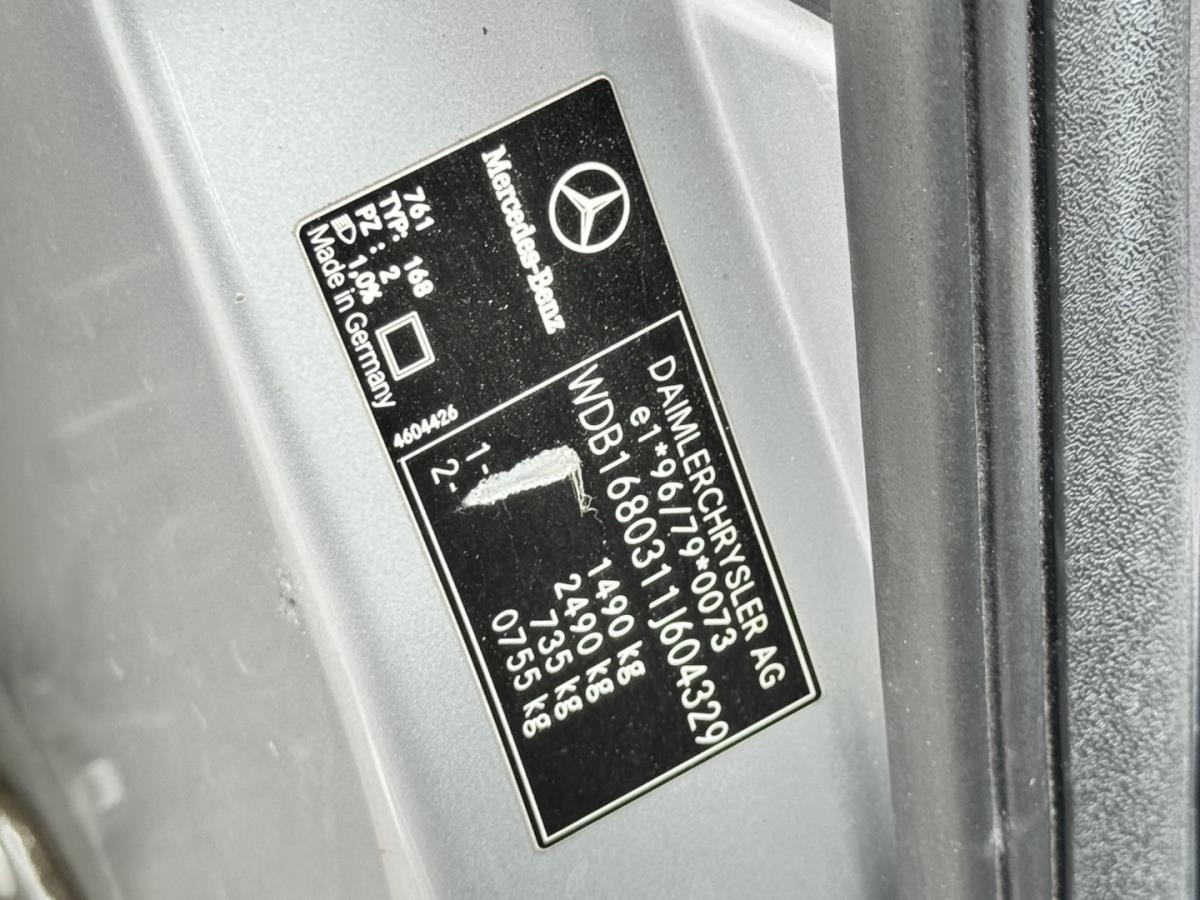 Mercedes-Benz
761
TYP: 168
PZ : 2
1,0%
Made in Germany
4604426
DAIMLERCHRYSLER AG
e1*96/79*0073
WDB1680311J604329
1490 kg
2490 kg
1- 735 kg
2- 0755 kg